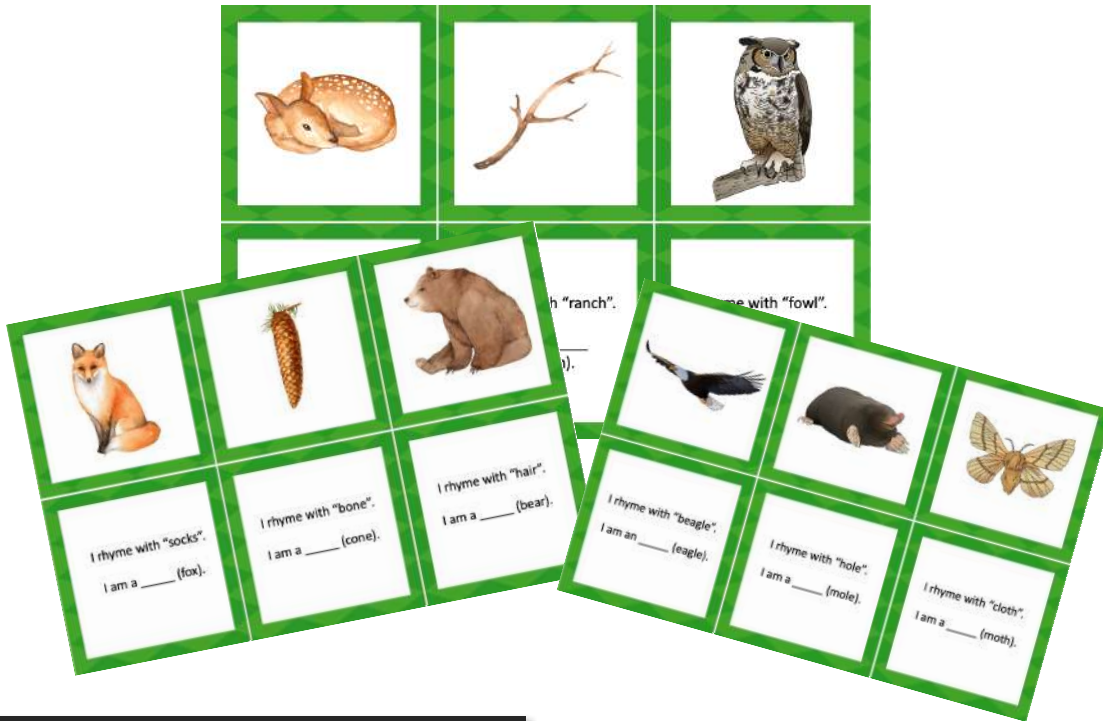 "ranch".
rhyme with "fowl".
I rhyme with "socks".
I am a _____ (fox).
I rhyme with "bone".
I am a _____ (cone).
I rhyme with "hair".
I am a _____ (bear).
I rhyme with "beagle".
I am an _____ (eagle).
I rhyme with "hole".
I am a _____ (mole).
I rhyme with "cloth".
I am a _____ (moth).